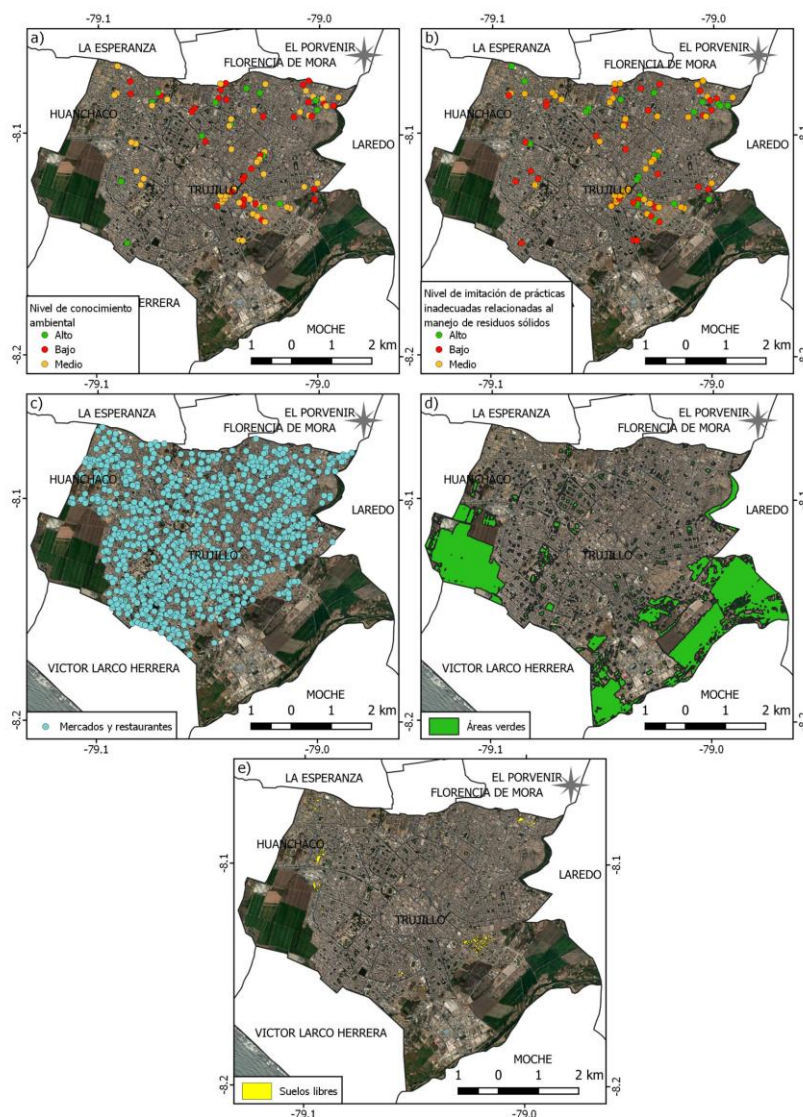 -79.1
-79.0
a)
LA ESPERANZA
EL PORVENIR
FLORENCIA DE MORA
HUANCHACO
-8.1
LAREDO
TRUJILLO
HERRERA
Nivel de conocimiento
ambiental
Alto
Bajo
Medio
MOCHE
1 0 1 2 km
-8.2
-79.1
-79.0
b)
LA ESPERANZA
EL PORVENIR
FLORENCIA DE MORA
HUANCHACO
-8.1
LAREDO
TRUJILLO
Nivel de imitación de prácticas
inadecuadas relacionadas al
manejo de residuos sólidos
Alto
Bajo
Medio
MOCHE
1 0 1 2 km
-8.2
-79.1
-79.0
c)
LA ESPERANZA
EL PORVENIR
FLORENCIA DE MORA
HUANCHACO
-8.1
LAREDO
TRUJILLO
VICTOR LARCO HERRERA
MOCHE
Mercados y restaurantes
1 0 1 2 km
-8.2
-79.1
-79.0
d)
LA ESPERANZA
EL PORVENIR
FLORENCIA DE MORA
HUANCHACO
-8.1
LAREDO
TRUJILLO
VICTOR LARCO HERRERA
MOCHE
Áreas verdes
1 0 1 2 km
-8.2
-79.1
-79.0
e)
LA ESPERANZA
EL PORVENIR
FLORENCIA DE MORA
HUANCHACO
-8.1
-8.1
LAREDO
TRUJILLO
VICTOR LARCO HERRERA
MOCHE
Suelos libres
1 0 1 2 km
-8.2
-8.2
-79.1
-79.0